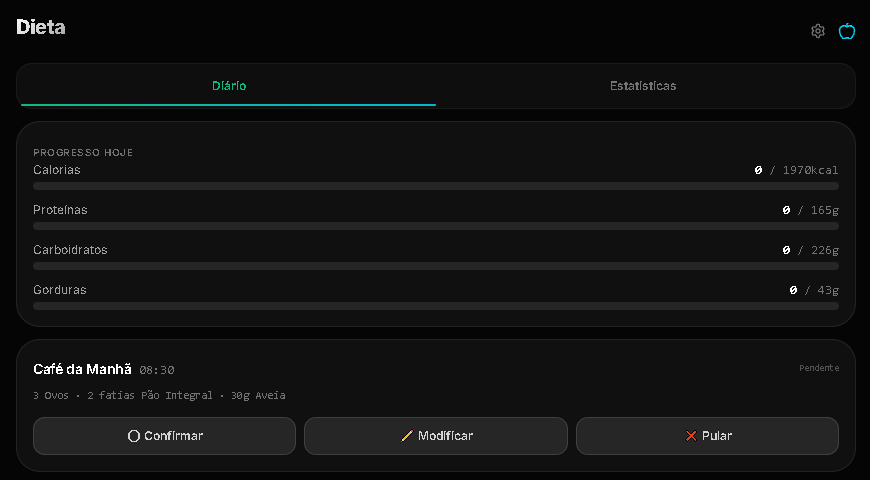 Dieta
Diário Estatísticas
PROGRESSO HOJE
Calorias 0 / 1970kcal
Proteínas 0 / 165g
Carboidratos 0 / 226g
Gorduras 0 / 43g
Café da Manhã 08:30 Pendente
3 Ovos · 2 fatias Pão Integral · 30g Aveia
Confirmar Modificar Pular